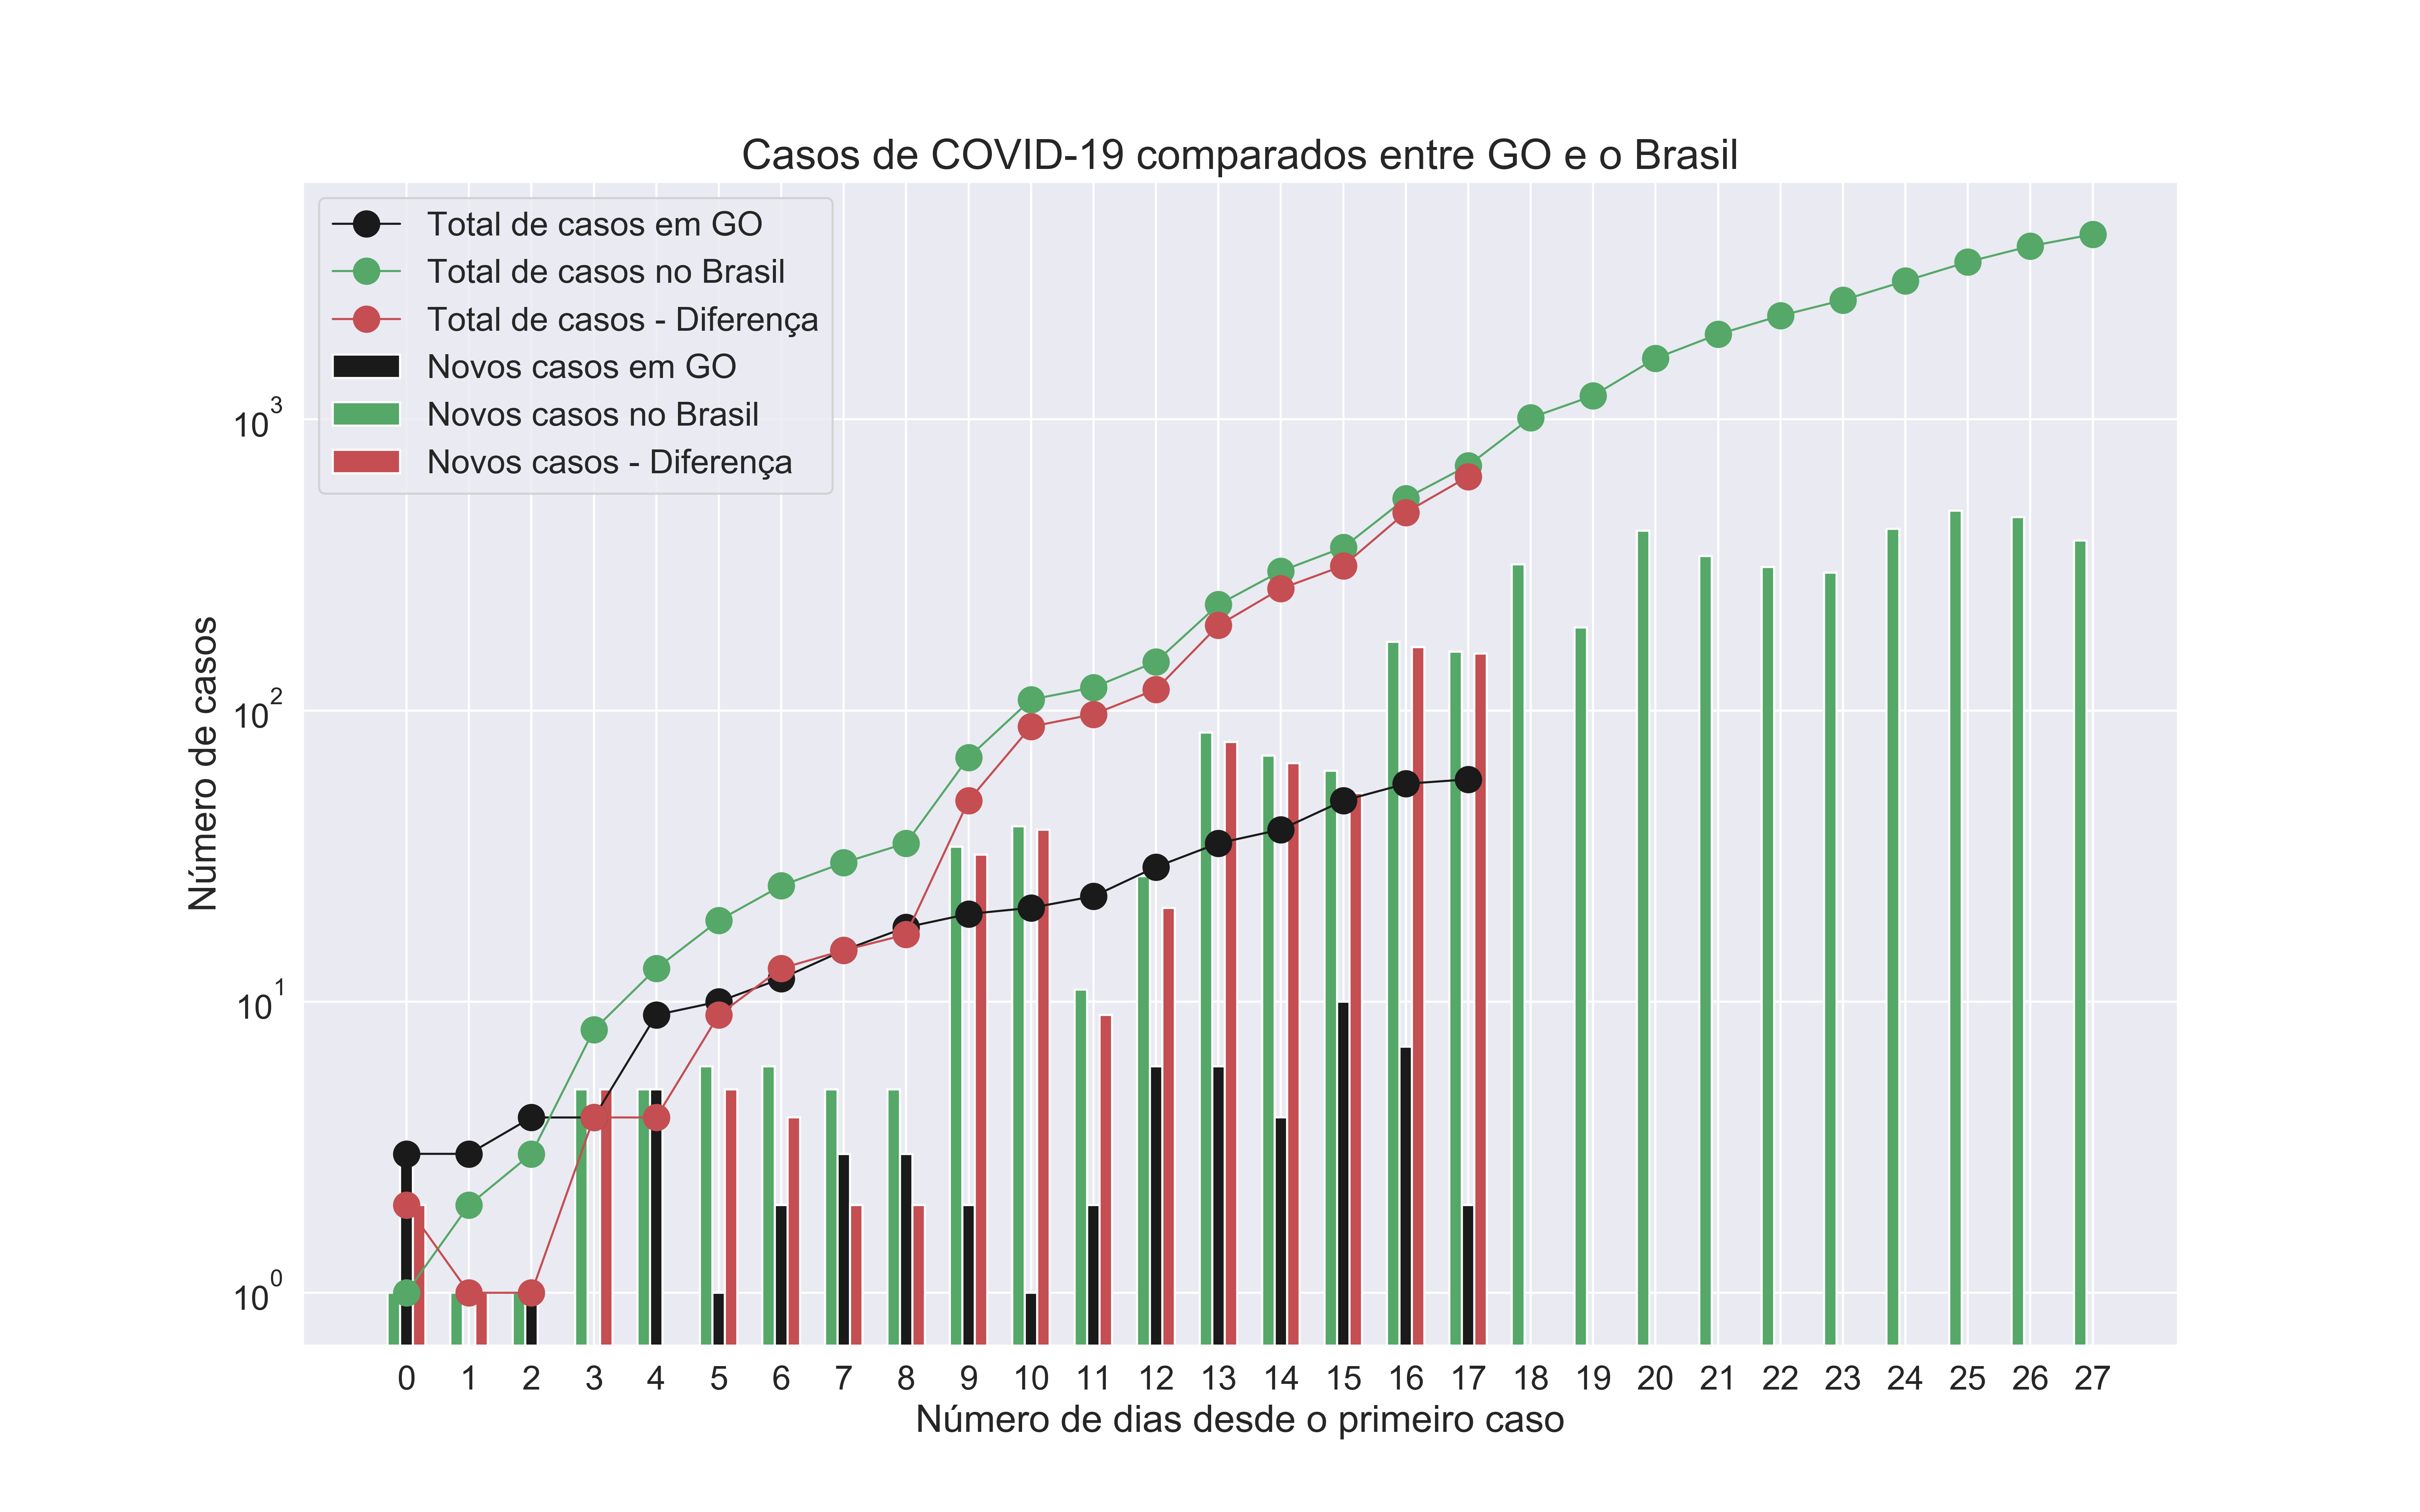 Casos de COVID-19 comparados entre GO e o Brasil
Total de casos em GO
Total de casos no Brasil
Total de casos - Diferença
Novos casos em GO
Novos casos no Brasil
Novos casos - Diferença
Número de casos
10^3
10^2
10^1
10^0
0 1 2 3 4 5 6 7 8 9 10 11 12 13 14 15 16 17 18 19 20 21 22 23 24 25 26 27
Número de dias desde o primeiro caso